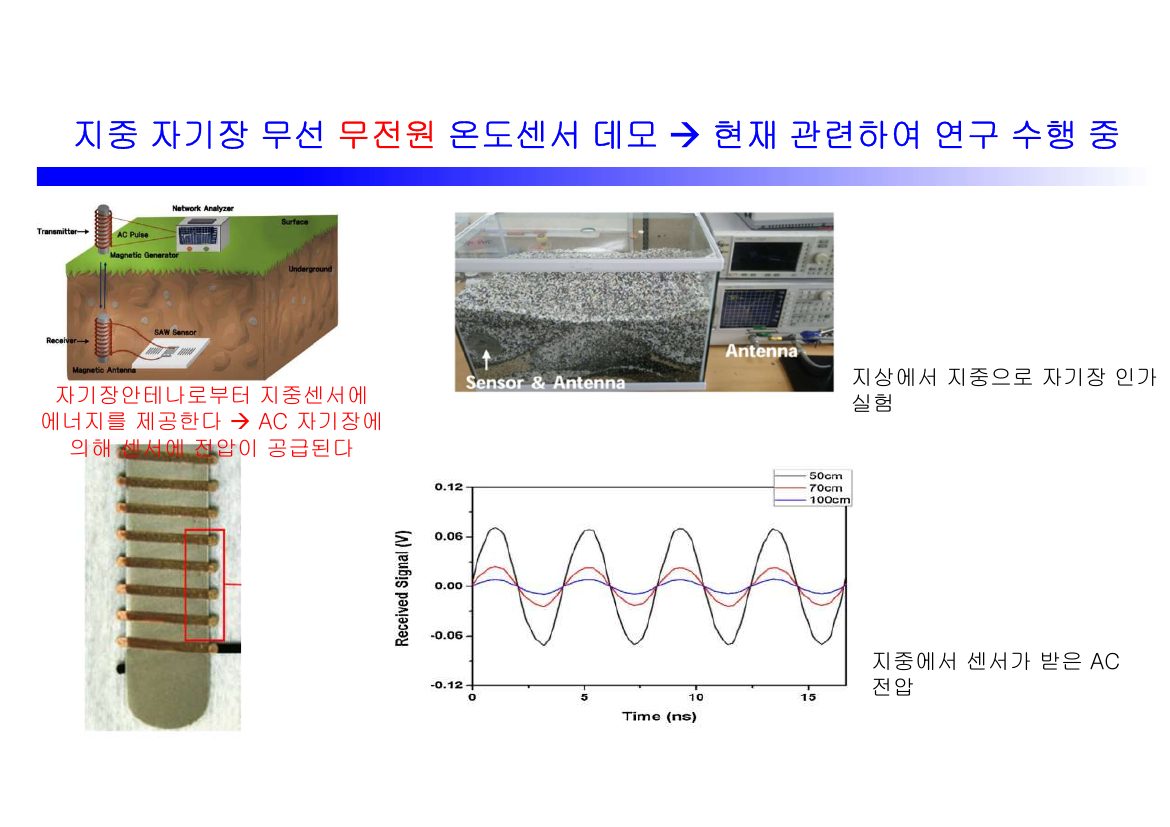 지중 자기장 무선 무전원 온도센서 데모 → 현재 관련하여 연구 수행 중
Network Analyzer
Transmitter
AC Pulse
Surface
Magnetic Generator
Underground
SAW Sensor
Receiver
Magnetic Antenna
자기장안테나로부터 지중센서에
에너지를 제공한다 → AC 자기장에
의해 센서에 전압이 공급된다
Antenna
Sensor & Antenna
지상에서 지중으로 자기장 인가
실험
50cm
70cm
100cm
0.12
0.06
0.00
-0.06
-0.12
Received Signal (V)
0 5 10 15
Time (ns)
지중에서 센서가 받은 AC
전압